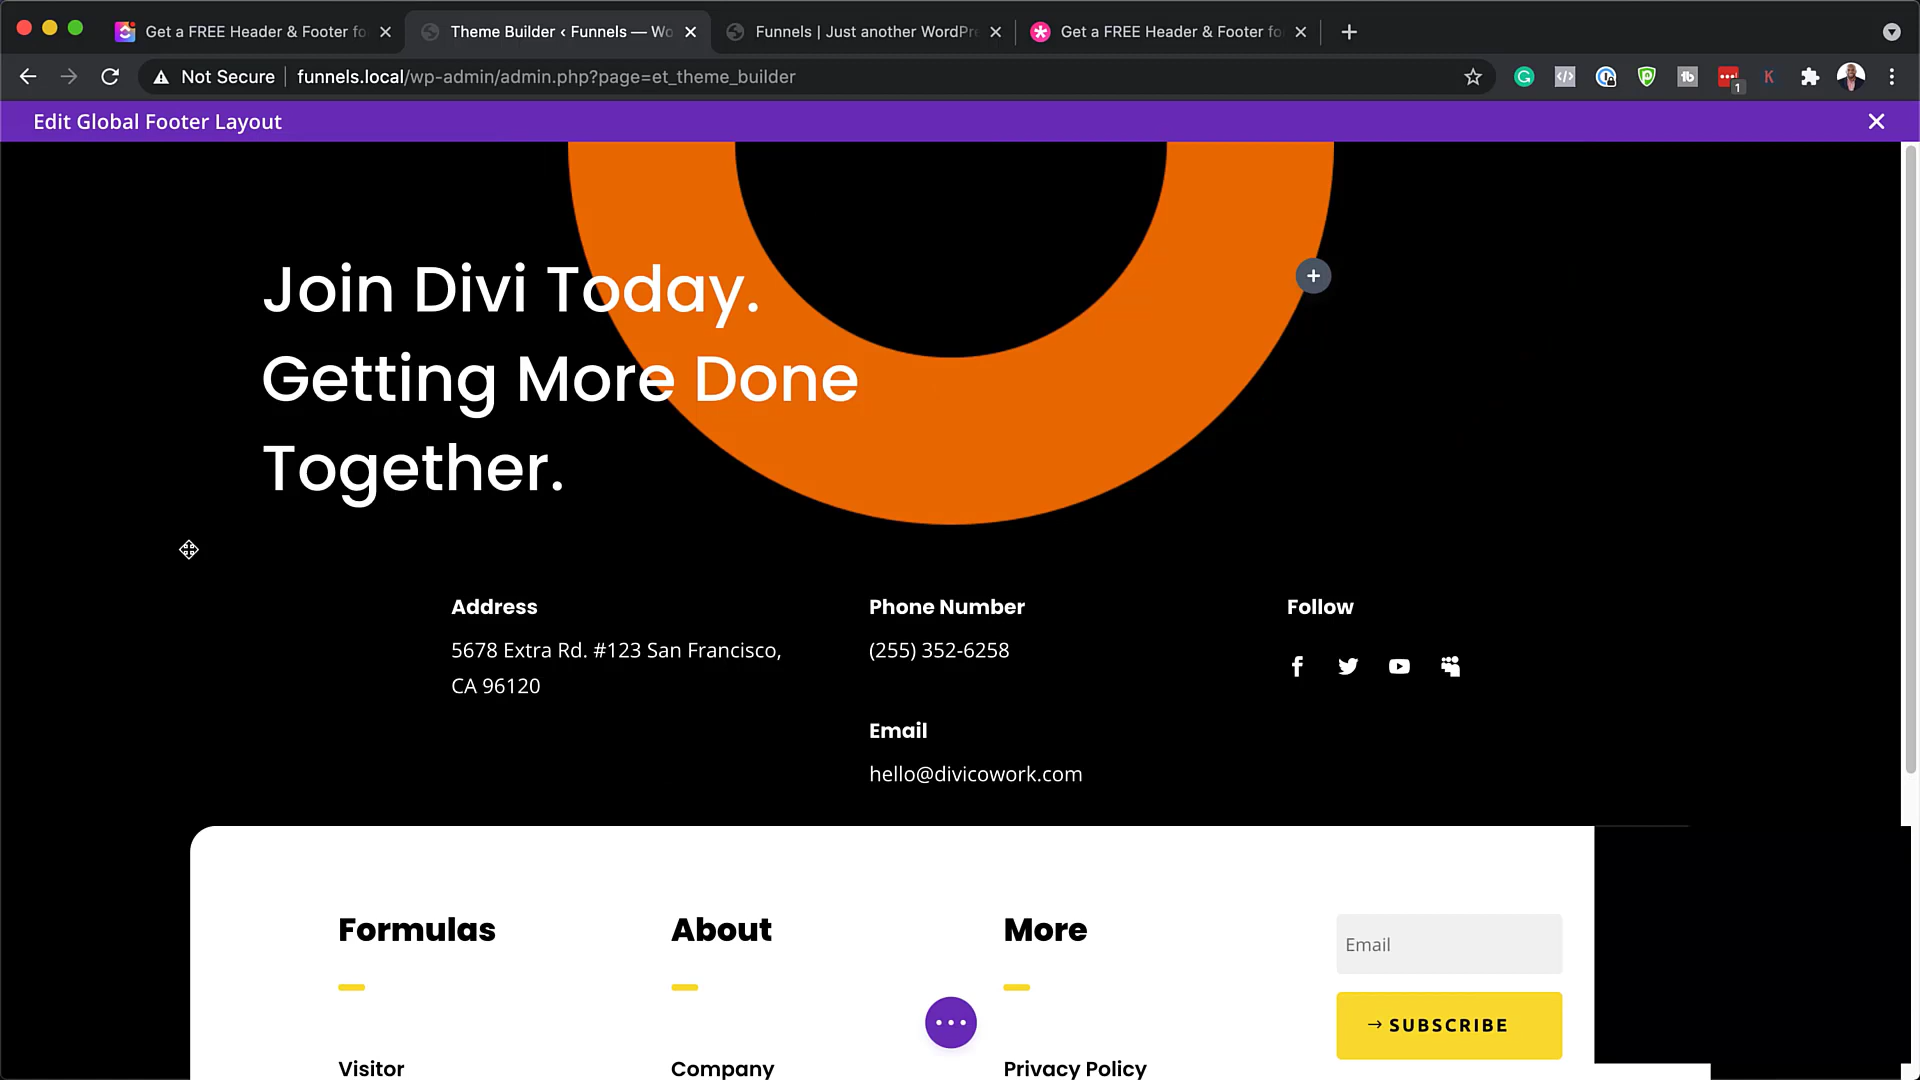 Get a FREE Header & Footer fo
Theme Builder ‹ Funnels — Wo
Funnels | Just another WordPre
Get a FREE Header & Footer fo
Not Secure
funnels.local/wp-admin/admin.php?page=et_theme_builder
1
Edit Global Footer Layout
Join Divi Today.
Getting More Done
Together.
Address
5678 Extra Rd. #123 San Francisco,
CA 96120
Phone Number
(255) 352-6258
Email
hello@divicowork.com
Follow
Formulas
About
More
Email
→ SUBSCRIBE
Visitor
Company
Privacy Policy